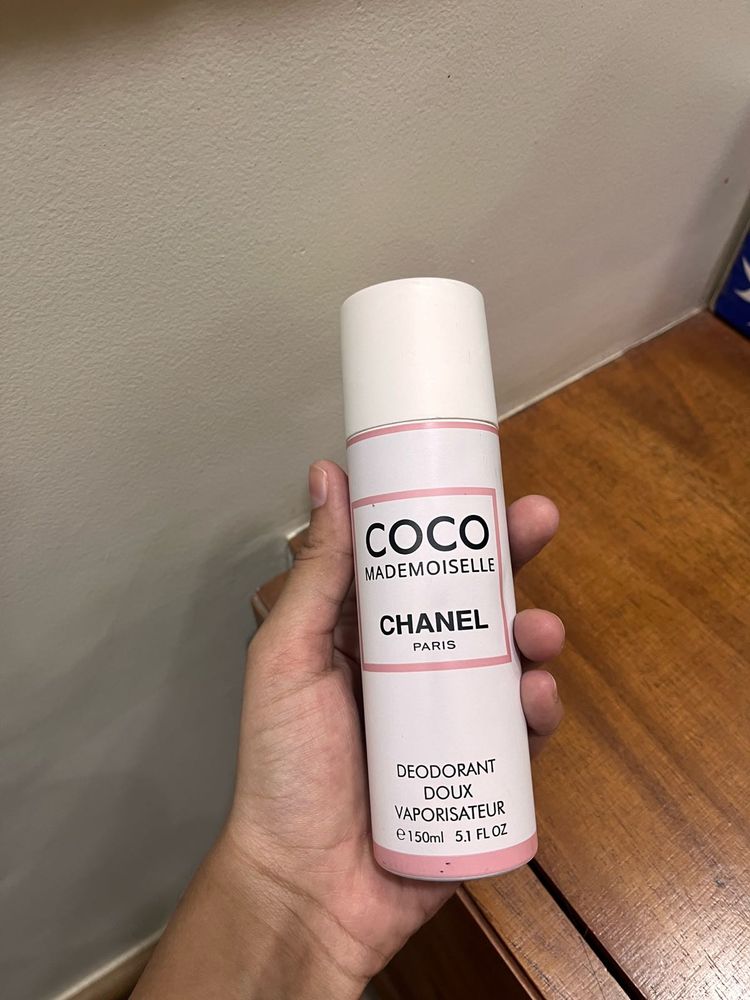 COCO
MADEMOISELLE
CHANEL
PARIS
DEODORANT
DOUX
VAPORISATEUR
℮150ml 5.1 FL OZ